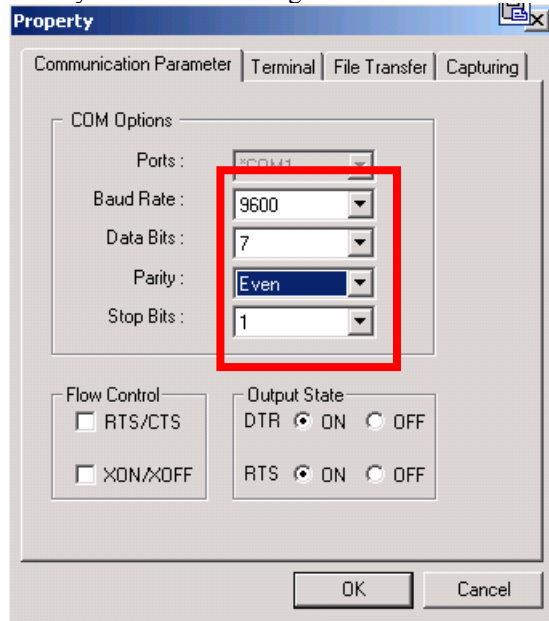 Property
Communication Parameter Terminal File Transfer Capturing
COM Options
Ports :
Baud Rate : 9600
Data Bits : 7
Parity : Even
Stop Bits : 1
Flow Control
RTS/CTS
XON/XOFF
Output State
DTR ON OFF
RTS ON OFF
OK Cancel